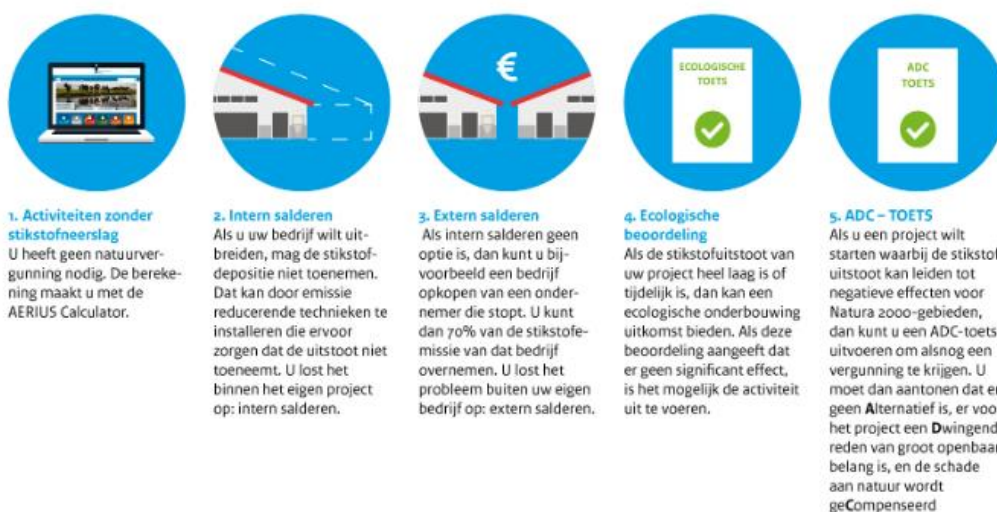 €
ECOLOGISCHE
TOETS
ADC
TOETS
1. Activiteiten zonder
stikstofneerslag
U heeft geen natuurver-
gunning nodig. De bereke-
ning maakt u met de
AERIUS Calculator.
2. Intern salderen
Als u uw bedrijf wilt uit-
breiden, mag de stikstof-
depositie niet toenemen.
Dat kan door emissie
reducerende technieken te
installeren die ervoor
zorgen dat de uitstoot niet
toeneemt. U lost het
binnen het eigen project
op: intern salderen.
3. Extern salderen
Als intern salderen geen
optie is, dan kunt u bij-
voorbeeld een bedrijf
opkopen van een onder-
nemer die stopt. U kunt
dan 70% van de stikstofe-
missie van dat bedrijf
overnemen. U lost het
probleem buiten uw eigen
bedrijf op: extern salderen.
4. Ecologische
beoordeling
Als de stikstofuitstoot van
uw project heel laag is of
tijdelijk is, dan kan een
ecologische onderbouwing
uitkomst bieden. Als deze
beoordeling aangeeft dat
er geen significant effect,
is het mogelijk de activiteit
uit te voeren.
5. ADC – TOETS
Als u een project wilt
starten waarbij de stikstof
uitstoot kan leiden tot
negatieve effecten voor
Natura 2000-gebieden,
dan kunt u een ADC-toets
uitvoeren om alsnog een
vergunning te krijgen. U
moet dan aantonen dat er
geen Alternatief is, er voo
het project een Dwingend
reden van groot openbaar
belang is, en de schade
aan natuur wordt
geCompenseerd